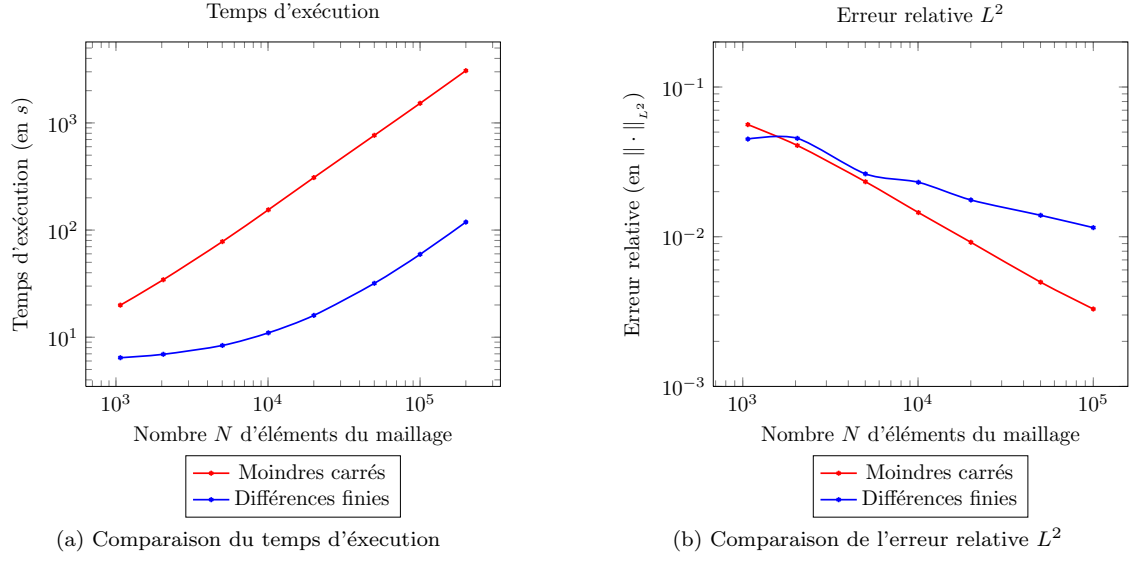 Temps d'exécution
Temps d'exécution (en s)
10³
10²
10¹
10³
10⁴
10⁵
Nombre N d'éléments du maillage
Moindres carrés
Différences finies
(a) Comparaison du temps d'éxecution
Erreur relative L²
Erreur relative (en ‖ · ‖_{L²})
10⁻¹
10⁻²
10⁻³
10³
10⁴
10⁵
Nombre N d'éléments du maillage
Moindres carrés
Différences finies
(b) Comparaison de l'erreur relative L²